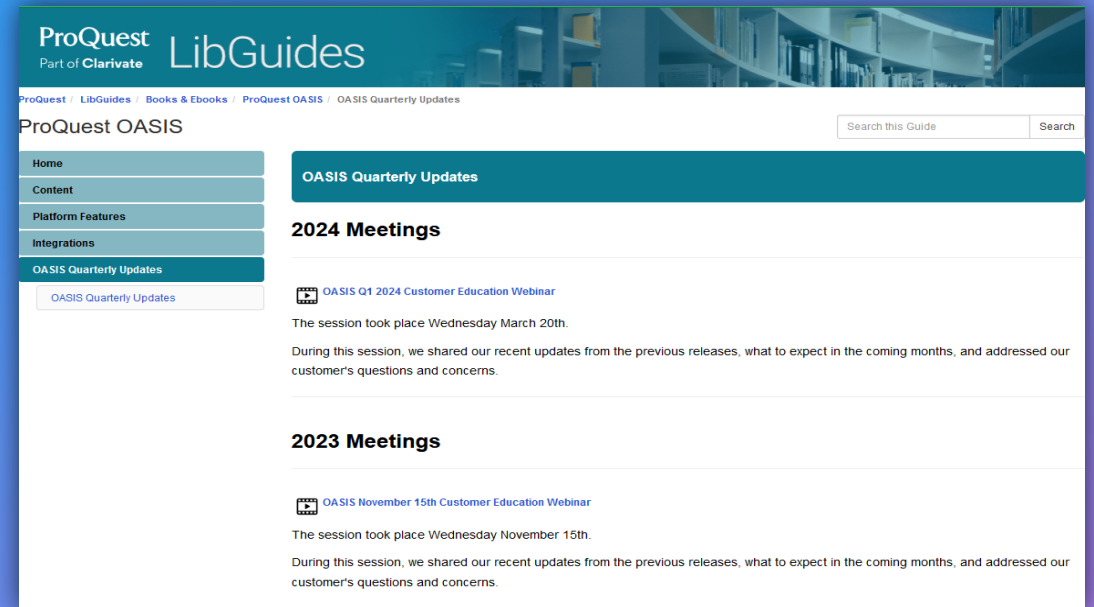 ProQuest
Part of Clarivate
LibGuides
ProQuest / LibGuides / Books & Ebooks / ProQuest OASIS / OASIS Quarterly Updates
ProQuest OASIS
Search this Guide
Search
Home
Content
Platform Features
Integrations
OASIS Quarterly Updates
OASIS Quarterly Updates
OASIS Quarterly Updates
2024 Meetings
OASIS Q1 2024 Customer Education Webinar
The session took place Wednesday March 20th.
During this session, we shared our recent updates from the previous releases, what to expect in the coming months, and addressed our
customer's questions and concerns.
2023 Meetings
OASIS November 15th Customer Education Webinar
The session took place Wednesday November 15th.
During this session, we shared our recent updates from the previous releases, what to expect in the coming months, and addressed our
customer's questions and concerns.